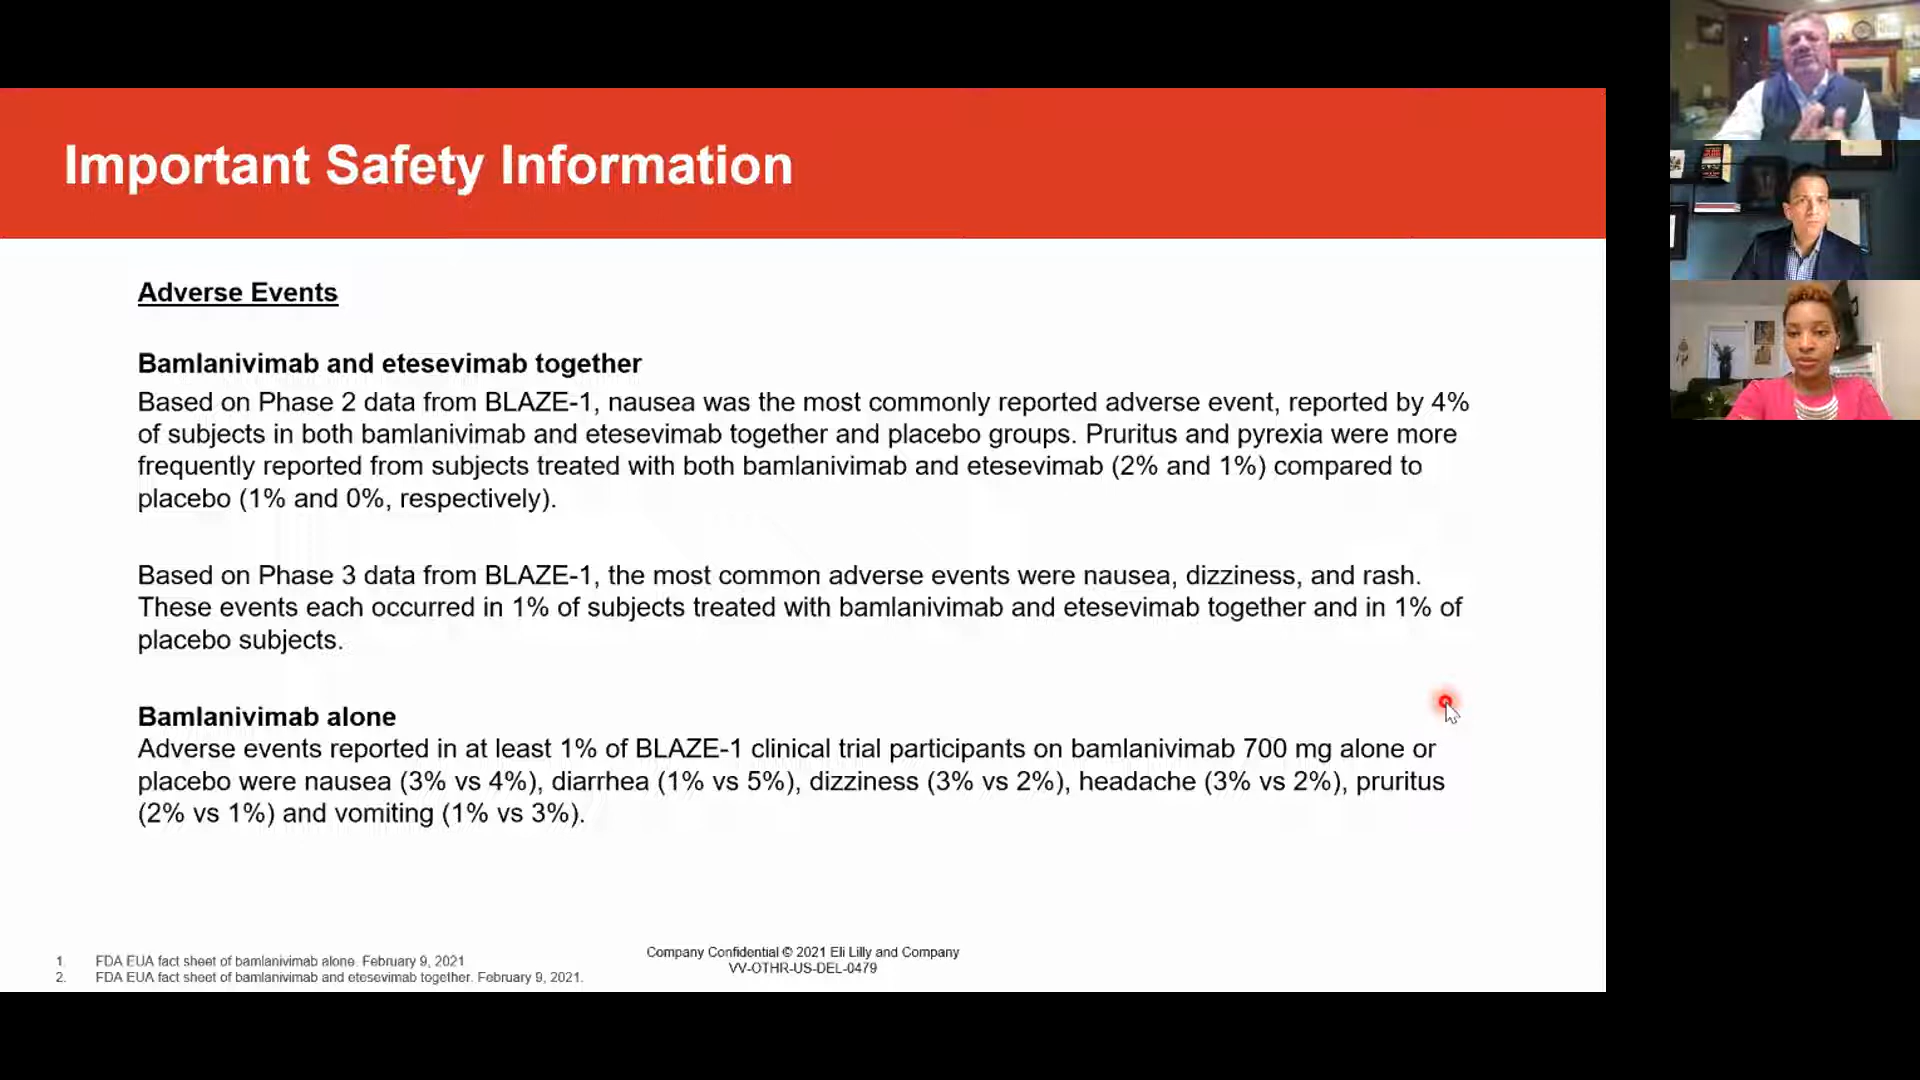 Important Safety Information
Adverse Events
Bamlanivimab and etesevimab together
Based on Phase 2 data from BLAZE-1, nausea was the most commonly reported adverse event, reported by 4%
of subjects in both bamlanivimab and etesevimab together and placebo groups. Pruritus and pyrexia were more
frequently reported from subjects treated with both bamlanivimab and etesevimab (2% and 1%) compared to
placebo (1% and 0%, respectively).
Based on Phase 3 data from BLAZE-1, the most common adverse events were nausea, dizziness, and rash.
These events each occurred in 1% of subjects treated with bamlanivimab and etesevimab together and in 1% of
placebo subjects.
Bamlanivimab alone
Adverse events reported in at least 1% of BLAZE-1 clinical trial participants on bamlanivimab 700 mg alone or
placebo were nausea (3% vs 4%), diarrhea (1% vs 5%), dizziness (3% vs 2%), headache (3% vs 2%), pruritus
(2% vs 1%) and vomiting (1% vs 3%).
1. FDA EUA fact sheet of bamlanivimab alone. February 9, 2021
2. FDA EUA fact sheet of bamlanivimab and etesevimab together. February 9, 2021.
Company Confidential © 2021 Eli Lilly and Company
VV-OTHR-US-DEL-0479